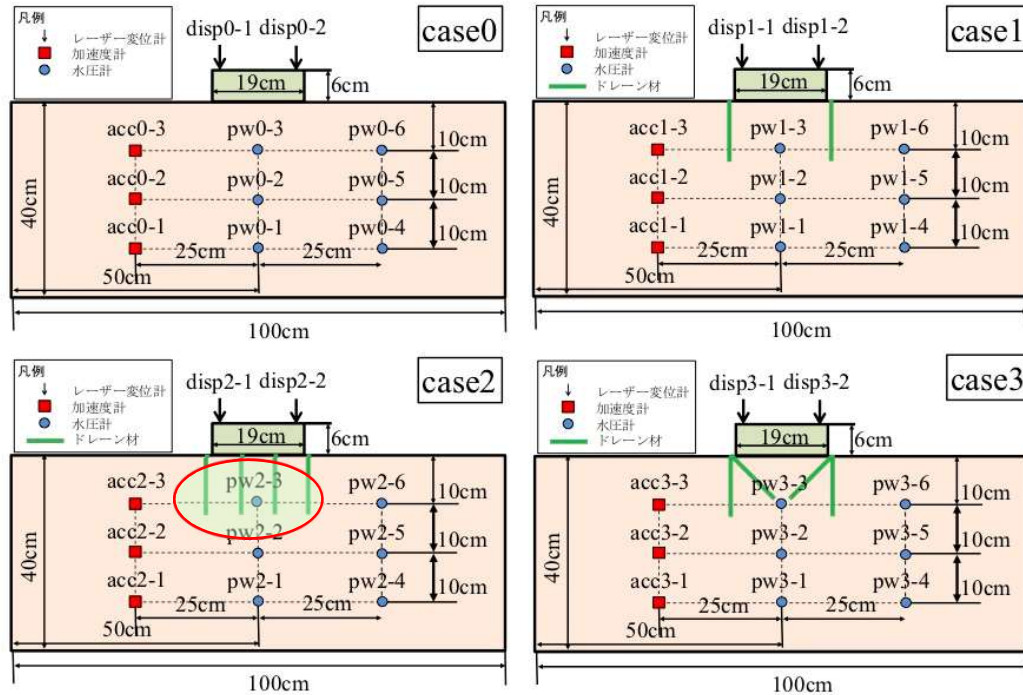 凡例
レーザー変位計
加速度計
水圧計
disp0-1 disp0-2
case0
19cm
6cm
acc0-3 pw0-3 pw0-6
10cm
acc0-2 pw0-2 pw0-5
10cm
40cm
acc0-1 pw0-1 pw0-4
10cm
25cm 25cm
50cm
100cm
凡例
レーザー変位計
加速度計
水圧計
ドレーン材
disp1-1 disp1-2
case1
19cm
6cm
acc1-3 pw1-3 pw1-6
10cm
acc1-2 pw1-2 pw1-5
10cm
40cm
acc1-1 pw1-1 pw1-4
10cm
25cm 25cm
50cm
100cm
凡例
レーザー変位計
加速度計
水圧計
ドレーン材
disp2-1 disp2-2
case2
19cm
6cm
acc2-3 pw2-3 pw2-6
10cm
acc2-2 pw2-2 pw2-5
10cm
40cm
acc2-1 pw2-1 pw2-4
10cm
25cm 25cm
50cm
100cm
凡例
レーザー変位計
加速度計
水圧計
ドレーン材
disp3-1 disp3-2
case3
19cm
6cm
acc3-3 pw3-3 pw3-6
10cm
acc3-2 pw3-2 pw3-5
10cm
40cm
acc3-1 pw3-1 pw3-4
10cm
25cm 25cm
50cm
100cm